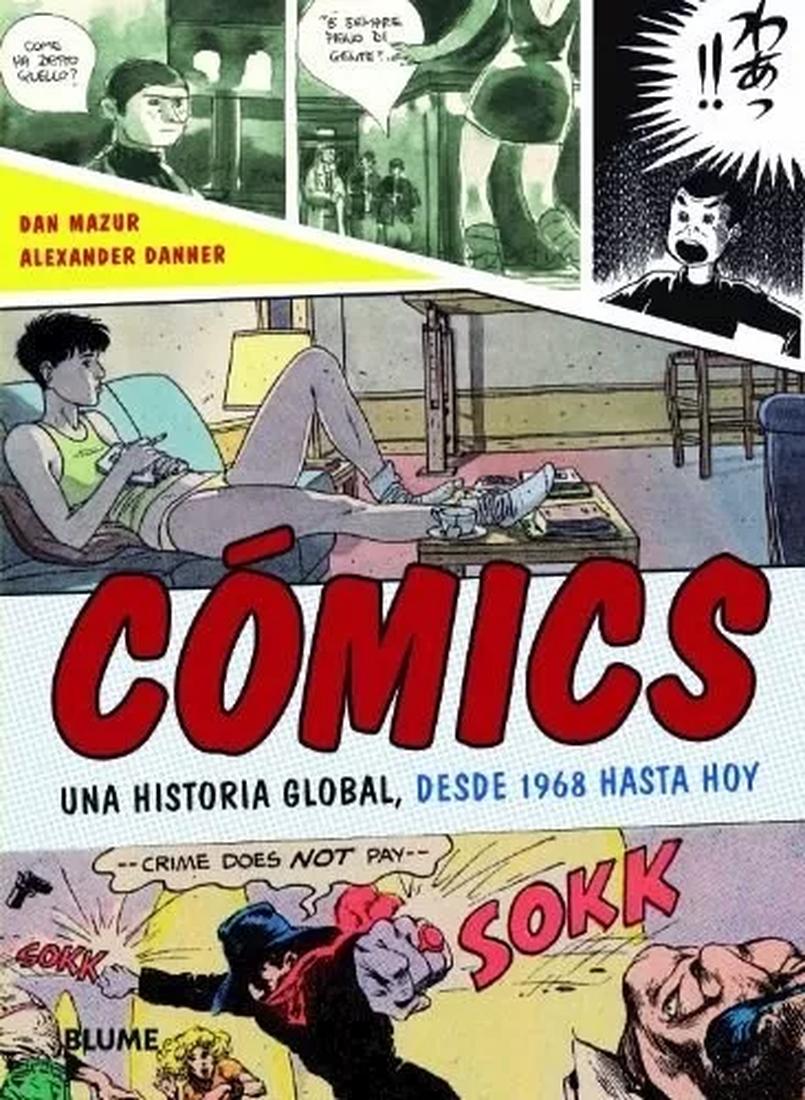 COME
HA DETTO
QUELLO?
"È SEMPRE
PIENO DI
GENTE"...
わあっ
!!
DAN MAZUR
ALEXANDER DANNER
CÓMICS
UNA HISTORIA GLOBAL, DESDE 1968 HASTA HOY
--CRIME DOES NOT PAY--
SOKK
SOKK
BLUME